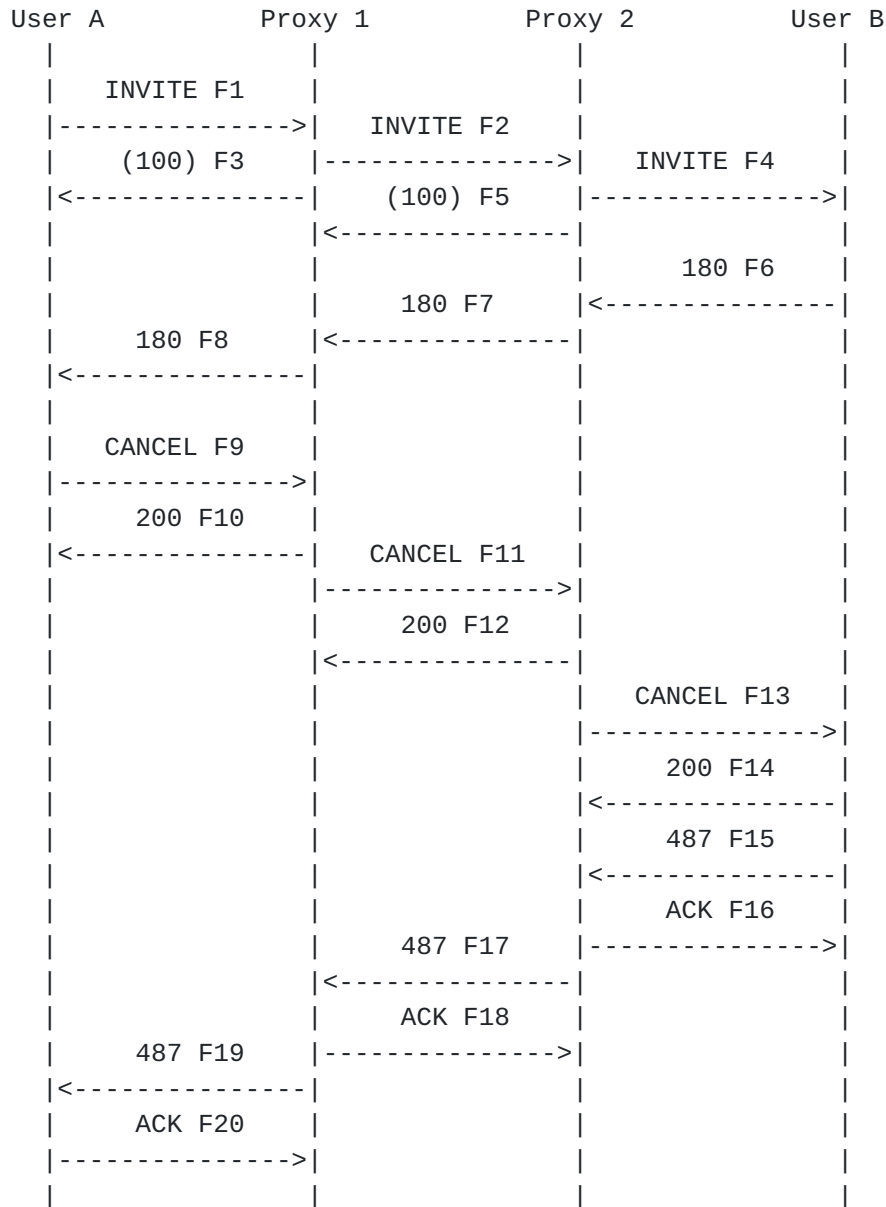 User A Proxy 1 Proxy 2 User B
INVITE F1
INVITE F2
(100) F3 INVITE F4
(100) F5
180 F6
180 F7
180 F8
CANCEL F9
200 F10
CANCEL F11
200 F12
CANCEL F13
200 F14
487 F15
ACK F16
487 F17
ACK F18
487 F19
ACK F20